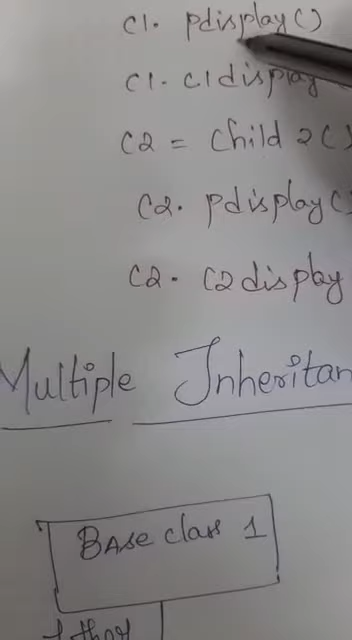 C1. pdisplay()
C1. C1display
C2 = Child 2()
C2. pdisplay()
C2. C2display
Multiple Inheritan
BAse class 1